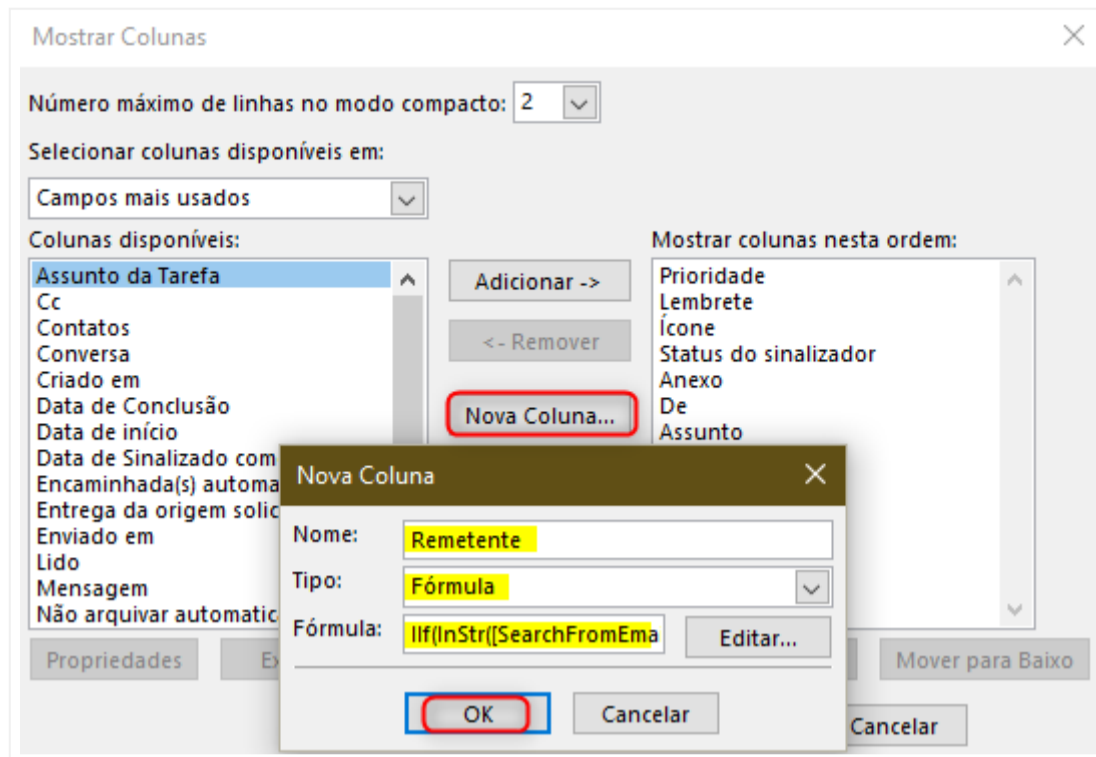 Mostrar Colunas
Número máximo de linhas no modo compacto: 2
Selecionar colunas disponíveis em:
Campos mais usados
Colunas disponíveis:
Assunto da Tarefa
Cc
Contatos
Conversa
Criado em
Data de Conclusão
Data de início
Data de Sinalizado com
Encaminhada(s) automa
Entrega da origem solic
Enviado em
Lido
Mensagem
Não arquivar automatic
Adicionar ->
<- Remover
Nova Coluna...
Mostrar colunas nesta ordem:
Prioridade
Lembrete
Ícone
Status do sinalizador
Anexo
De
Assunto
Propriedades
Mover para Baixo
Cancelar
Nova Coluna
Nome: Remetente
Tipo: Fórmula
Fórmula: IIf(InStr([SearchFromEma
Editar...
OK
Cancelar